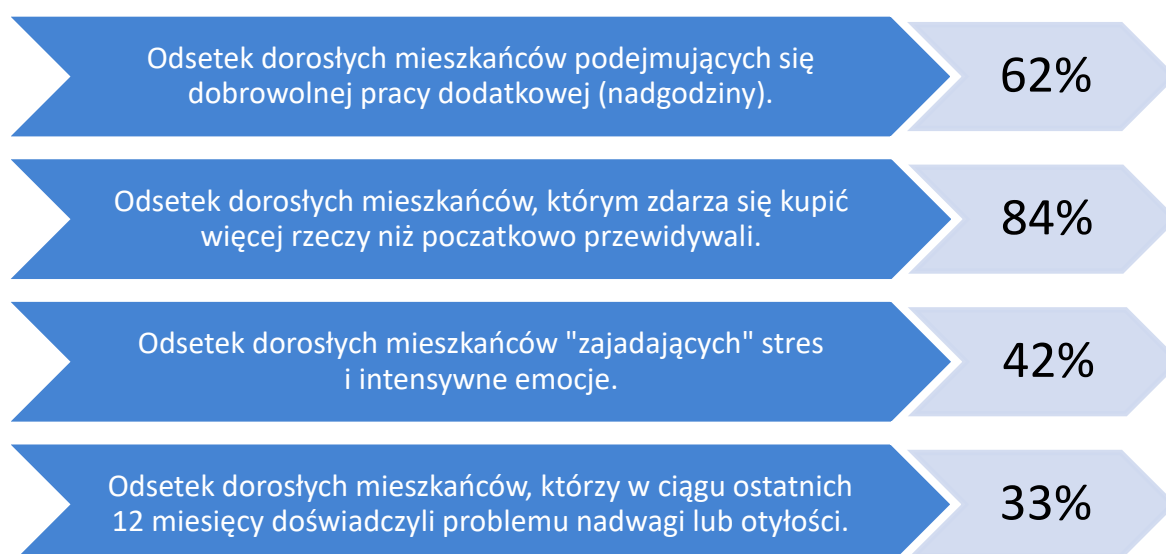 Odsetek dorosłych mieszkańców podejmujących się
dobrowolnej pracy dodatkowej (nadgodziny).
62%
Odsetek dorosłych mieszkańców, którym zdarza się kupić
więcej rzeczy niż poczatkowo przewidywali.
84%
Odsetek dorosłych mieszkańców "zajadających" stres
i intensywne emocje.
42%
Odsetek dorosłych mieszkańców, którzy w ciągu ostatnich
12 miesięcy doświadczyli problemu nadwagi lub otyłości.
33%